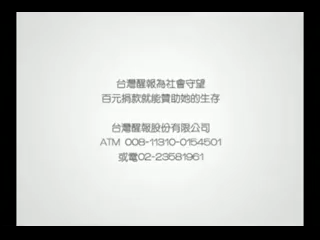 台灣醒報為社會守望
百元捐款就能贊助她的生存
台灣醒報股份有限公司
ATM 008-11310-0154501
或電02-23581961